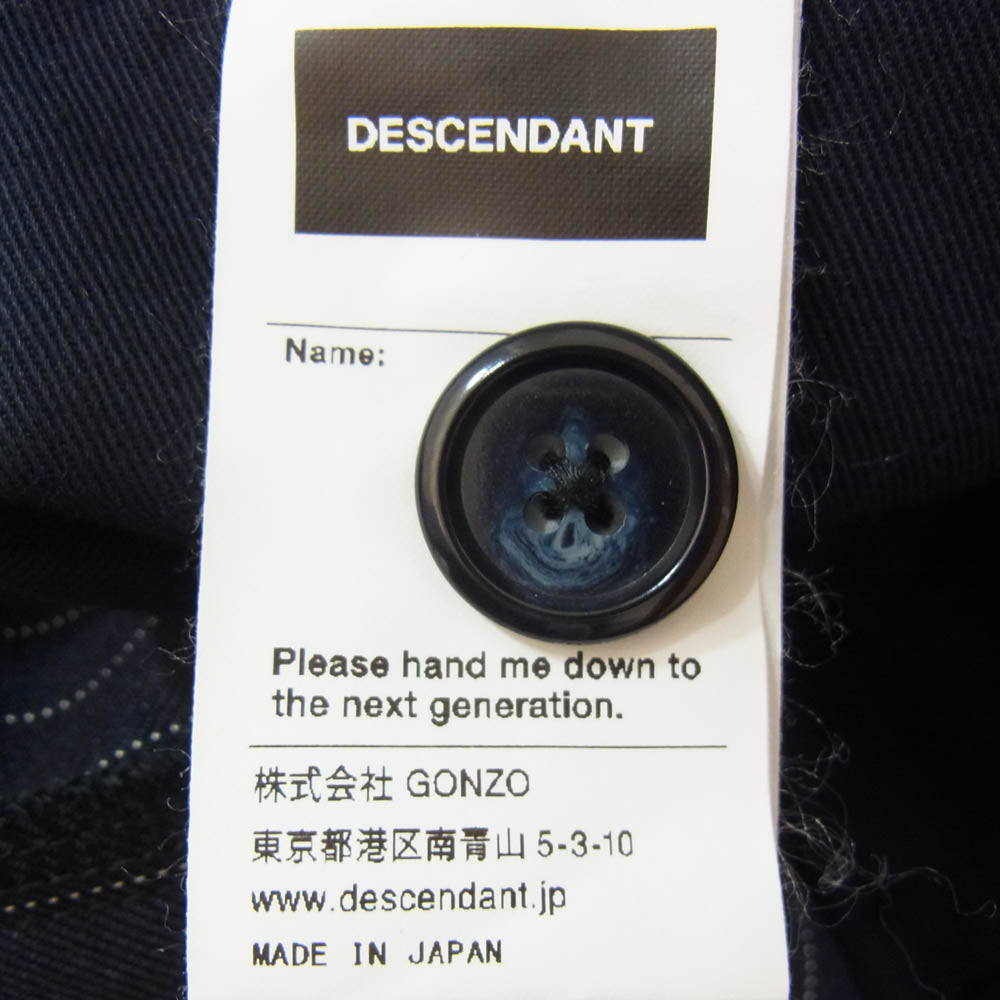 DESCENDANT
Name:
Please hand me down to
the next generation.
株式会社 GONZO
東京都港区南青山 5-3-10
www.descendant.jp
MADE IN JAPAN